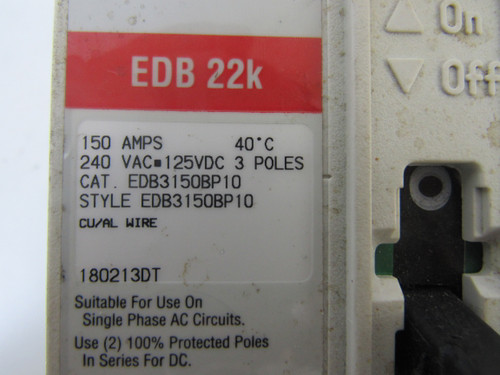 On
Off
EDB 22k
150 AMPS 40°C
240 VAC▪125VDC 3 POLES
CAT. EDB3150BP10
STYLE EDB3150BP10
CU/AL WIRE
180213DT
Suitable For Use On
Single Phase AC Circuits.
Use (2) 100% Protected Poles
In Series For DC.